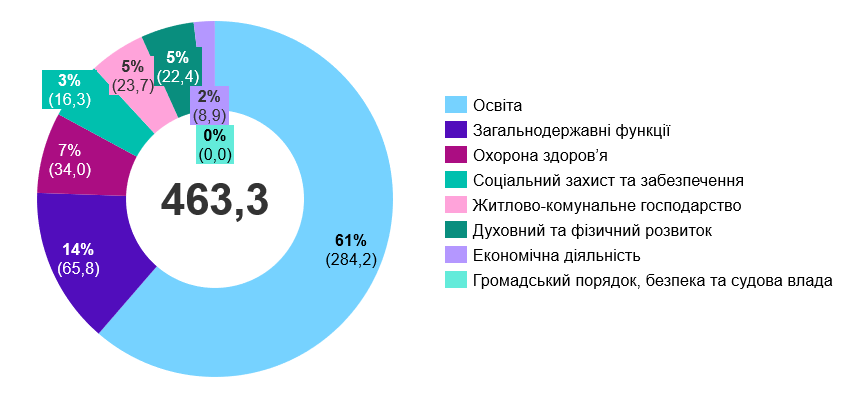 5%
(22,4)
5%
(23,7)
3%
(16,3)
2%
(8,9)
0%
(0,0)
7%
(34,0)
463,3
14%
(65,8)
61%
(284,2)
Освіта
Загальнодержавні функції
Охорона здоров’я
Соціальний захист та забезпечення
Житлово-комунальне господарство
Духовний та фізичний розвиток
Економічна діяльність
Громадський порядок, безпека та судова влада